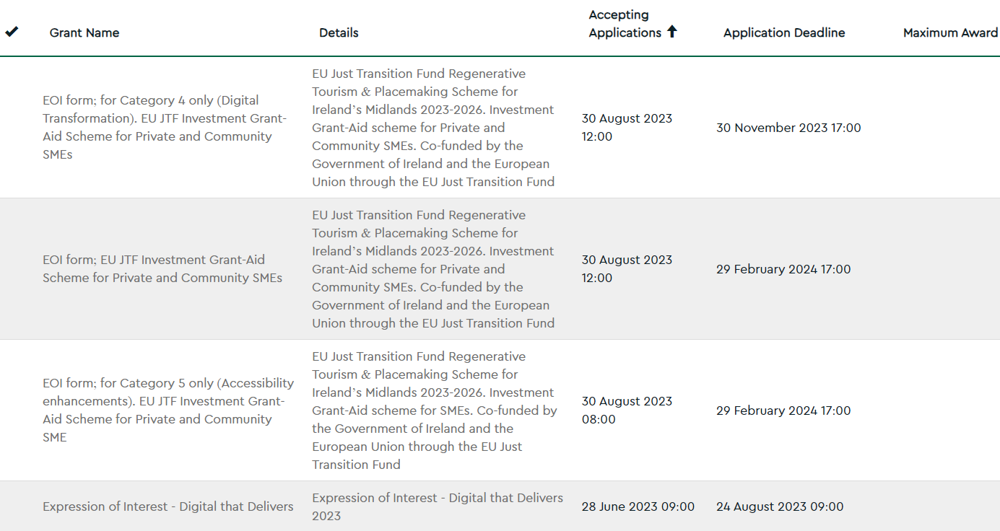 Grant Name
Details
Accepting
Applications
Application Deadline
Maximum Award
EOI form; for Category 4 only (Digital
Transformation). EU JTF Investment Grant-
Aid Scheme for Private and Community
SMEs
EU Just Transition Fund Regenerative
Tourism & Placemaking Scheme for
Ireland's Midlands 2023-2026. Investment
Grant-Aid scheme for Private and
Community SMEs. Co-funded by the
Government of Ireland and the European
Union through the EU Just Transition Fund
30 August 2023
12:00
30 November 2023 17:00
EOI form; EU JTF Investment Grant-Aid
Scheme for Private and Community SMEs
EU Just Transition Fund Regenerative
Tourism & Placemaking Scheme for
Ireland's Midlands 2023-2026. Investment
Grant-Aid scheme for Private and
Community SMEs. Co-funded by the
Government of Ireland and the European
Union through the EU Just Transition Fund
30 August 2023
12:00
29 February 2024 17:00
EOI form; for Category 5 only (Accessibility
enhancements). EU JTF Investment Grant-
Aid Scheme for Private and Community
SME
EU Just Transition Fund Regenerative
Tourism & Placemaking Scheme for
Ireland's Midlands 2023-2026. Investment
Grant-Aid scheme for SMEs. Co-funded by
the Government of Ireland and the
European Union through the EU Just
Transition Fund
30 August 2023
08:00
29 February 2024 17:00
Expression of Interest - Digital that Delivers
Expression of Interest - Digital that Delivers
2023
28 June 2023 09:00
24 August 2023 09:00